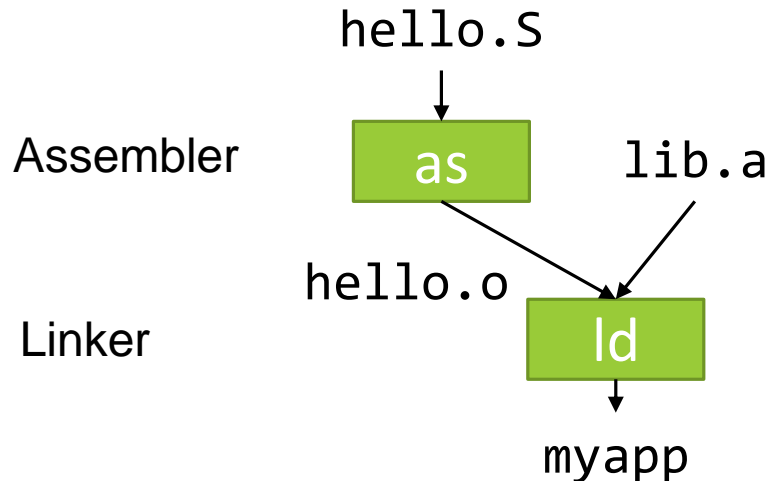 hello.S
Assembler
as
lib.a
hello.o
Linker
ld
myapp